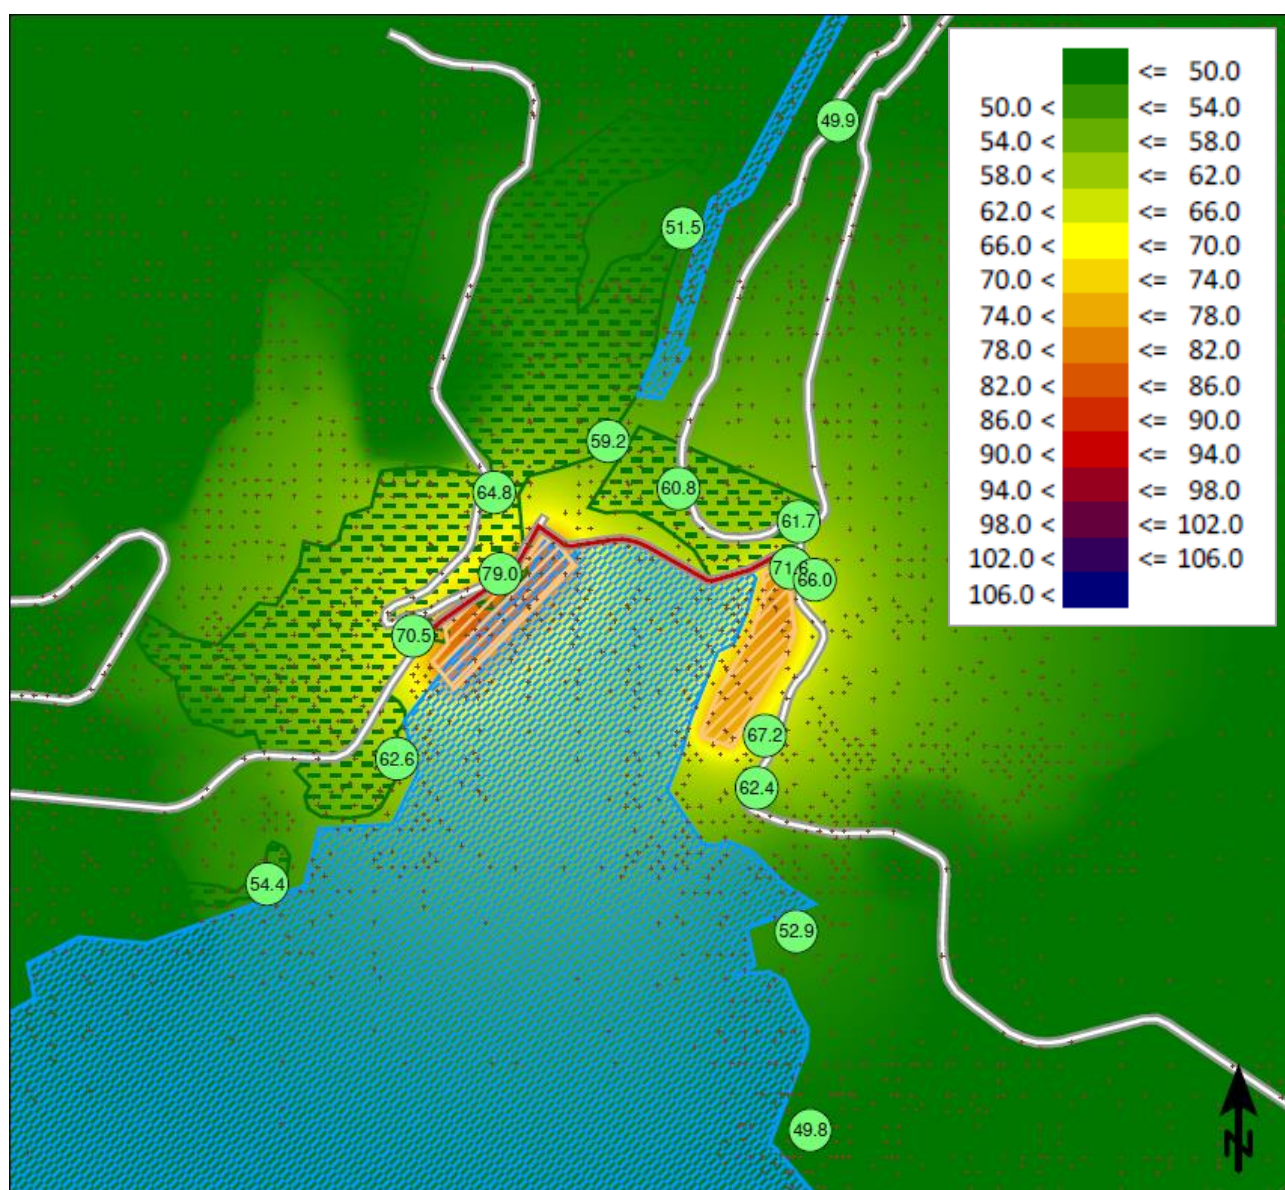 <= 50.0
50.0 < <= 54.0
54.0 < <= 58.0
58.0 < <= 62.0
62.0 < <= 66.0
66.0 < <= 70.0
70.0 < <= 74.0
74.0 < <= 78.0
78.0 < <= 82.0
82.0 < <= 86.0
86.0 < <= 90.0
90.0 < <= 94.0
94.0 < <= 98.0
98.0 < <= 102.0
102.0 < <= 106.0
106.0 <
49.9
51.5
59.2
64.8
60.8
61.7
79.0
71.6
66.0
70.5
67.2
62.6
62.4
54.4
52.9
49.8
N